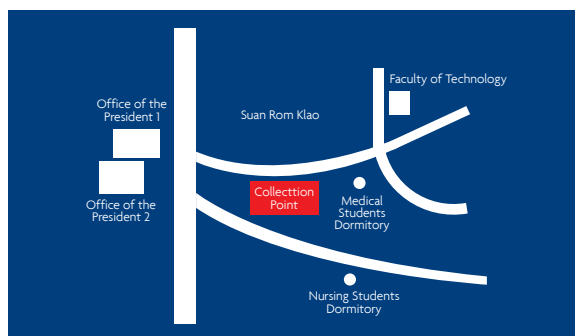 Faculty of Technology
Office of the
President 1
Suan Rom Klao
Collecttion
Point
Medical
Students
Dormitory
Office of the
President 2
Nursing Students
Dormitory